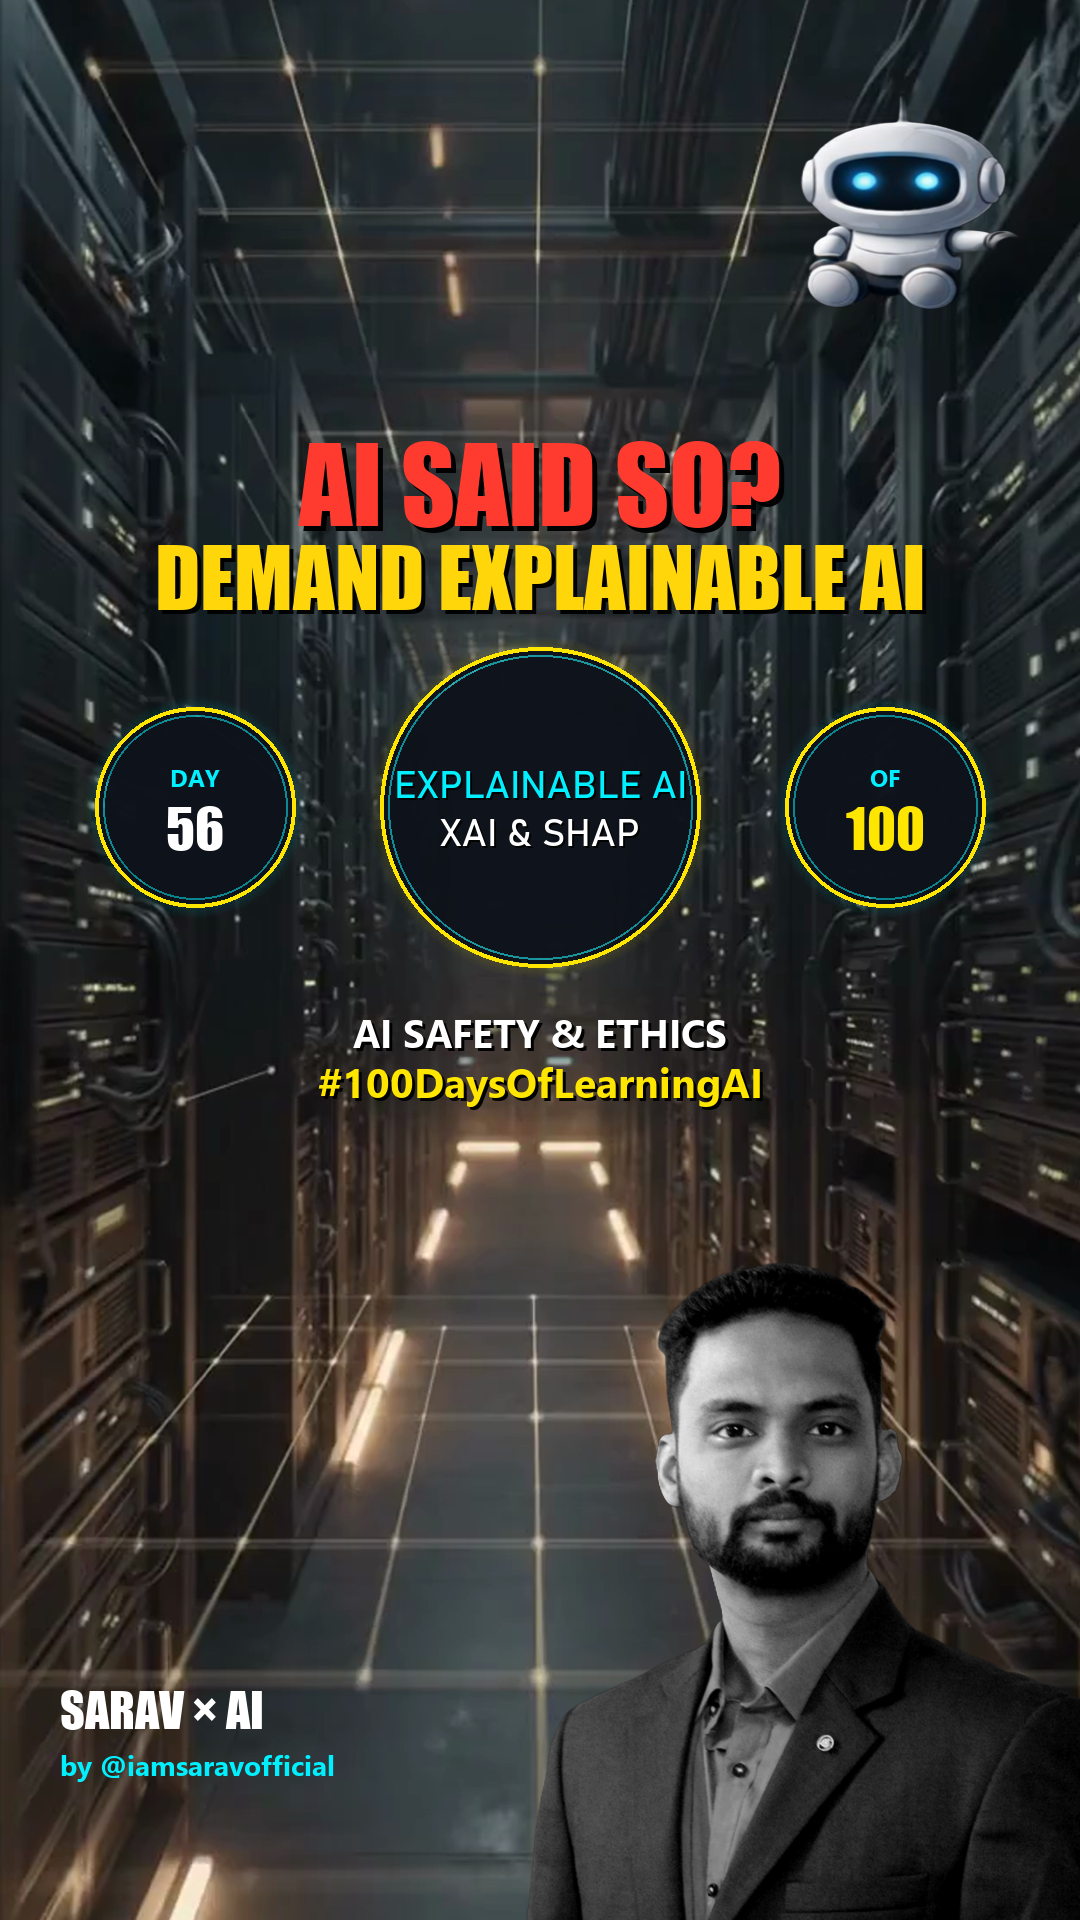 AI SAID SO?
DEMAND EXPLAINABLE AI
DAY
56
EXPLAINABLE AI
XAI & SHAP
OF
100
AI SAFETY & ETHICS
#100DaysOfLearningAI
SARAV × AI
by @iamsaravofficial